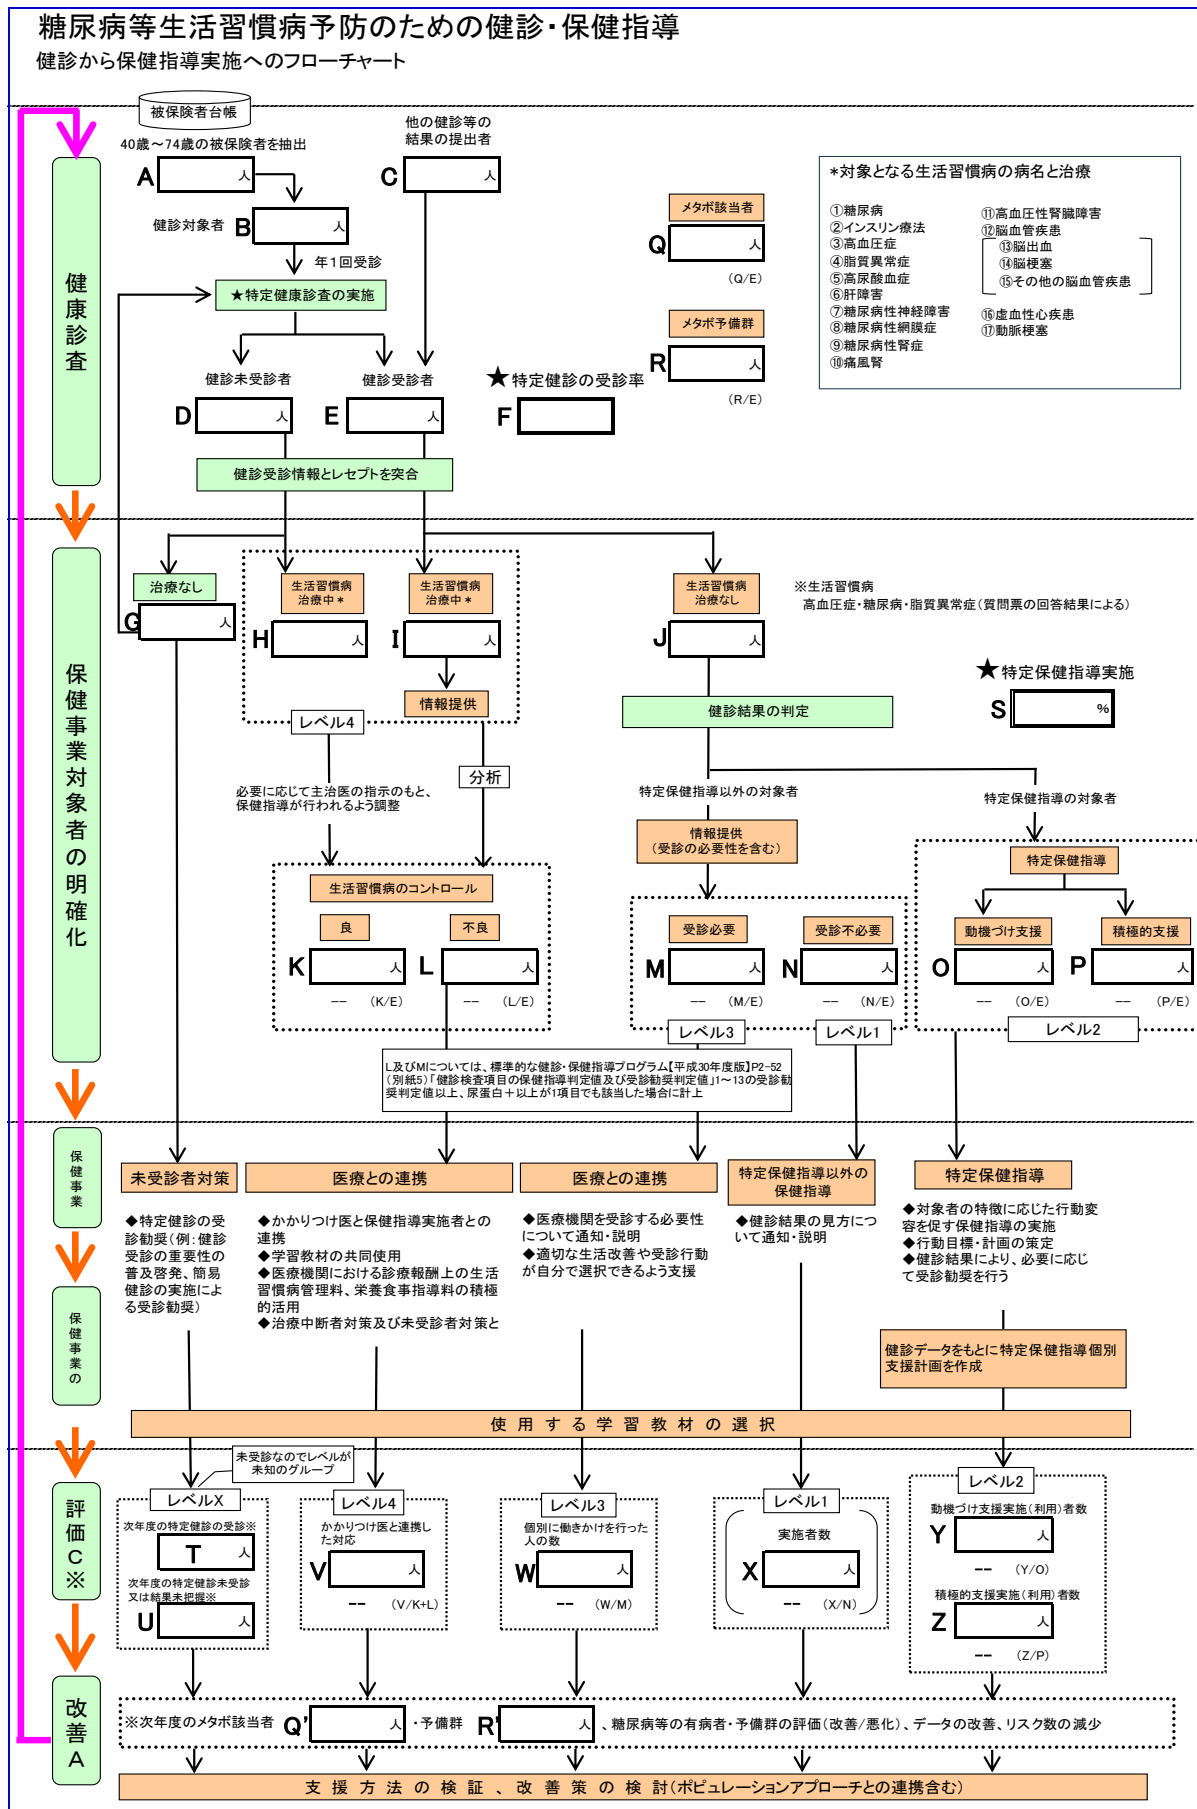 糖尿病等生活習慣病予防のための健診・保健指導
健診から保健指導実施へのフローチャート
被保険者台帳
40歳～74歳の被保険者を抽出
A 人
他の健診等の
結果の提出者
C 人
健診対象者 B 人
年1回受診
★特定健康診査の実施
健診未受診者
D 人
健診受診者
E 人
★特定健診の受診率
F
メタボ該当者
Q 人
(Q/E)
メタボ予備群
R 人
(R/E)
*対象となる生活習慣病の病名と治療
①糖尿病
②インスリン療法
③高血圧症
④脂質異常症
⑤高尿酸血症
⑥肝障害
⑦糖尿病性神経障害
⑧糖尿病性網膜症
⑨糖尿病性腎症
⑩痛風腎
⑪高血圧性腎臓障害
⑫脳血管疾患
⑬脳出血
⑭脳梗塞
⑮その他の脳血管疾患
⑯虚血性心疾患
⑰動脈梗塞
健康診査
健診受診情報とレセプトを突合
保健事業対象者の明確化
治療なし
G 人
生活習慣病
治療中*
H 人
生活習慣病
治療中*
I 人
情報提供
レベル4
生活習慣病
治療なし
J 人
※生活習慣病
高血圧症・糖尿病・脂質異常症(質問票の回答結果による)
★特定保健指導実施
S %
健診結果の判定
必要に応じて主治医の指示のもと、
保健指導が行われるよう調整
分析
特定保健指導以外の対象者
特定保健指導の対象者
情報提供
(受診の必要性を含む)
生活習慣病のコントロール
良
K 人
-- (K/E)
不良
L 人
-- (L/E)
受診必要
M 人
-- (M/E)
レベル3
受診不必要
N 人
-- (N/E)
レベル1
特定保健指導
動機づけ支援
O 人
-- (O/E)
積極的支援
P 人
-- (P/E)
レベル2
L及びMについては、標準的な健診・保健指導プログラム【平成30年度版】P2-52
(別紙5)「健診検査項目の保健指導判定値及び受診勧奨判定値」1～13の受診勧
奨判定値以上、尿蛋白+以上が1項目でも該当した場合に計上
保健事業
未受診者対策
◆特定健診の受
診勧奨(例:健診
受診の重要性の
普及啓発、簡易
健診の実施によ
る受診勧奨)
医療との連携
◆かかりつけ医と保健指導実施者との
連携
◆学習教材の共同使用
◆医療機関における診療報酬上の生活
習慣病管理料、栄養食事指導料の積極
的活用
◆治療中断者対策及び未受診者対策と
医療との連携
◆医療機関を受診する必要性
について通知・説明
◆適切な生活改善や受診行動
が自分で選択できるよう支援
特定保健指導以外の
保健指導
◆健診結果の見方につ
いて通知・説明
特定保健指導
◆対象者の特徴に応じた行動変
容を促す保健指導の実施
◆行動目標・計画の策定
◆健診結果により、必要に応じ
て受診勧奨を行う
保健事業の
健診データをもとに特定保健指導個別
支援計画を作成
使用する学習教材の選択
評価C※
未受診なのでレベルが
未知のグループ
レベルX
次年度の特定健診の受診※
T 人
次年度の特定健診未受診
又は結果未把握※
U 人
レベル4
かかりつけ医と連携し
た対応
V 人
-- (V/K+L)
レベル3
個別に働きかけを行った
人の数
W 人
-- (W/M)
レベル1
実施者数
X 人
-- (X/N)
レベル2
動機づけ支援実施(利用)者数
Y 人
-- (Y/O)
積極的支援実施(利用)者数
Z 人
-- (Z/P)
改善A
※次年度のメタボ該当者 Q' 人 ・予備群 R' 人 、糖尿病等の有病者・予備群の評価(改善/悪化)、データの改善、リスク数の減少
支援方法の検証、改善策の検討(ポピュレーションアプローチとの連携含む)